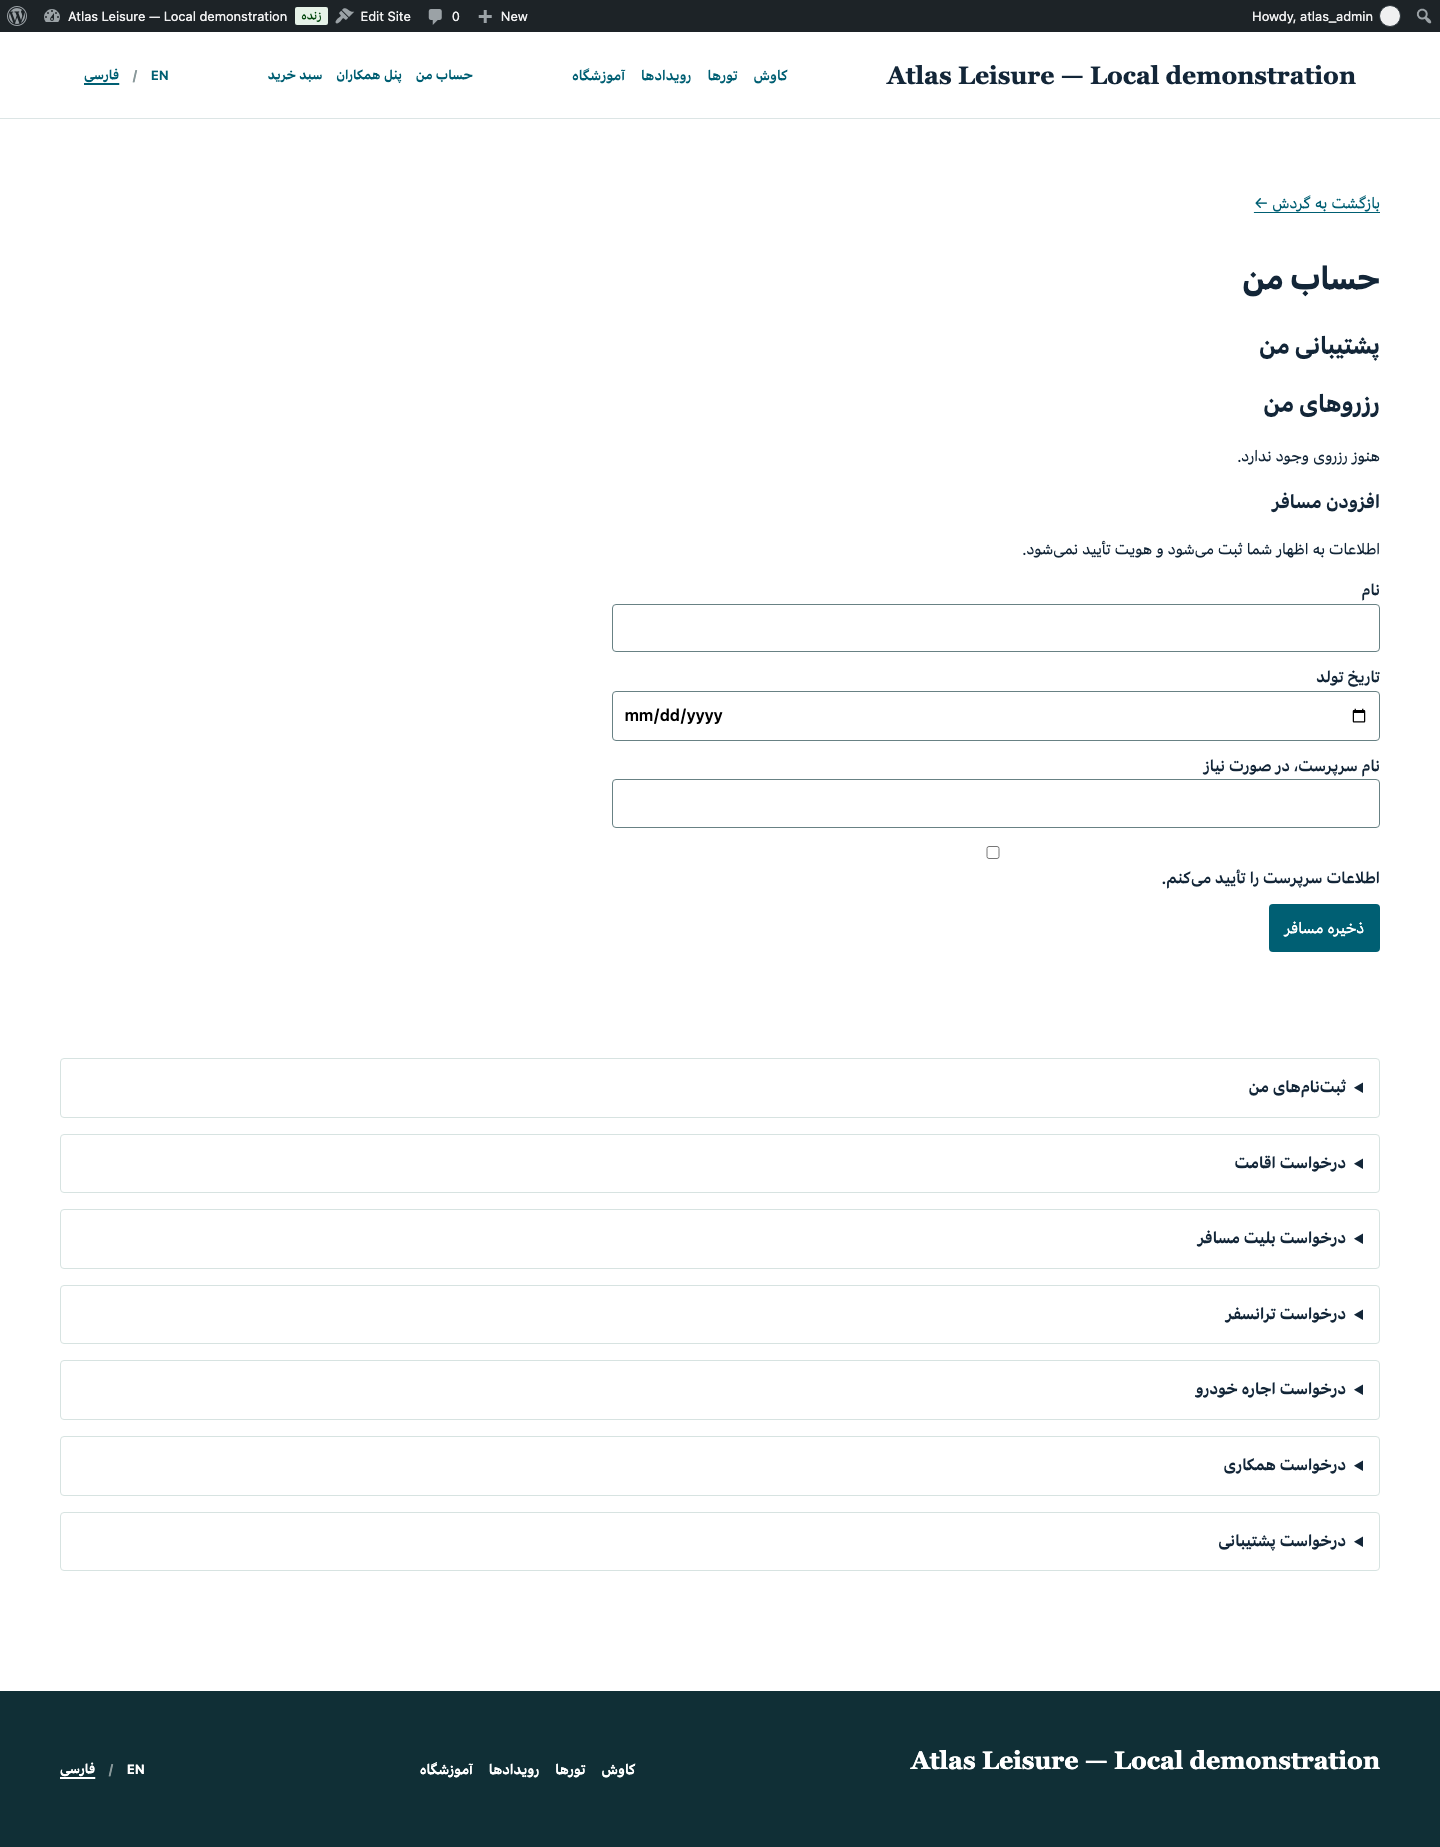 Atlas Leisure — Local demonstration زنده Edit Site 0 New Howdy, atlas_admin
Atlas Leisure — Local demonstration
کاوش تورها رویدادها آموزشگاه
حساب من پنل همکاران سبد خرید
EN / فارسی
بازگشت به گردش ←
حساب من
پشتیبانی من
رزروهای من
هنوز رزروی وجود ندارد.
افزودن مسافر
اطلاعات به اظهار شما ثبت می‌شود و هویت تأیید نمی‌شود.
نام
تاریخ تولد
mm/dd/yyyy
نام سرپرست، در صورت نیاز
اطلاعات سرپرست را تأیید می‌کنم.
ذخیره مسافر
ثبت‌نام‌های من
درخواست اقامت
درخواست بلیت مسافر
درخواست ترانسفر
درخواست اجاره خودرو
درخواست همکاری
درخواست پشتیبانی
Atlas Leisure — Local demonstration
کاوش تورها رویدادها آموزشگاه
EN / فارسی